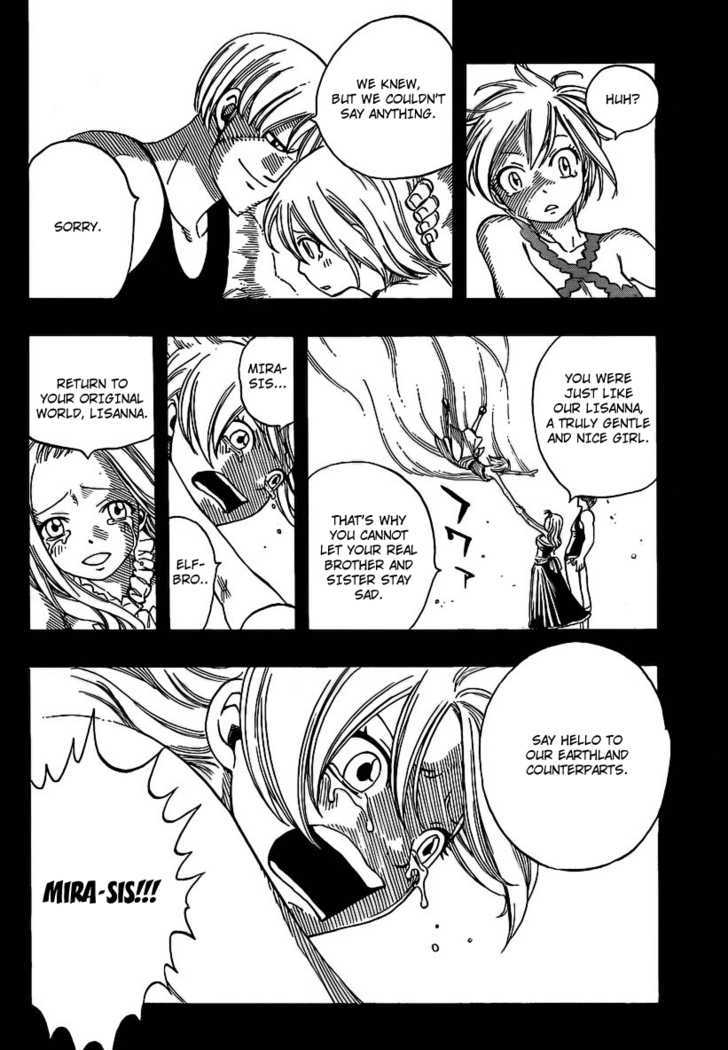 HUH?
WE KNEW,
BUT WE COULDN'T
SAY ANYTHING.
SORRY.
YOU WERE
JUST LIKE
OUR LISANNA,
A TRULY GENTLE
AND NICE GIRL.
THAT'S WHY
YOU CANNOT
LET YOUR REAL
BROTHER AND
SISTER STAY
SAD.
MIRA-
SIS...
ELF-
BRO..
RETURN TO
YOUR ORIGINAL
WORLD, LISANNA.
SAY HELLO TO
OUR EARTHLAND
COUNTERPARTS.
MIRA-SIS!!!